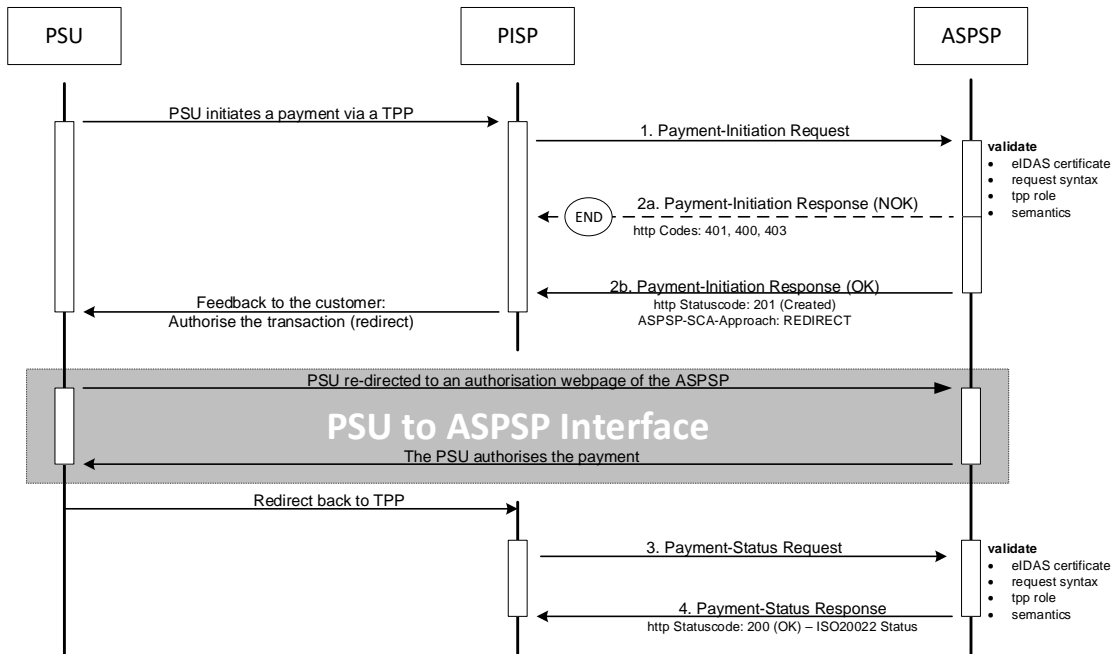 PSU
PISP
ASPSP
PSU initiates a payment via a TPP
1. Payment-Initiation Request
validate
• eIDAS certificate
• request syntax
• tpp role
• semantics
2a. Payment-Initiation Response (NOK)
END
http Codes: 401, 400, 403
2b. Payment-Initiation Response (OK)
http Statuscode: 201 (Created)
ASPSP-SCA-Approach: REDIRECT
Feedback to the customer:
Authorise the transaction (redirect)
PSU re-directed to an authorisation webpage of the ASPSP
PSU to ASPSP Interface
The PSU authorises the payment
Redirect back to TPP
3. Payment-Status Request
validate
• eIDAS certificate
• request syntax
• tpp role
• semantics
4. Payment-Status Response
http Statuscode: 200 (OK) – ISO20022 Status